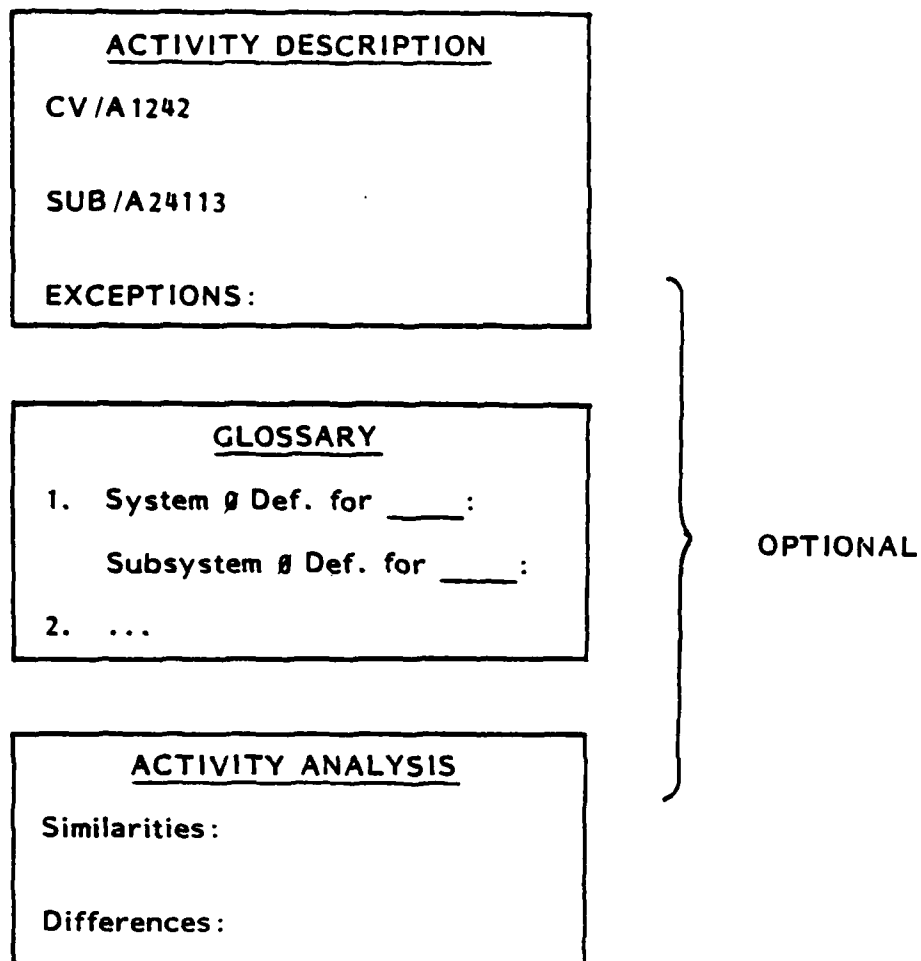 ACTIVITY DESCRIPTION
CV/A1242
SUB/A24113
EXCEPTIONS:
GLOSSARY
1. System Ø Def. for ____:
Subsystem Ø Def. for ____:
2. ...
OPTIONAL
ACTIVITY ANALYSIS
Similarities:
Differences: